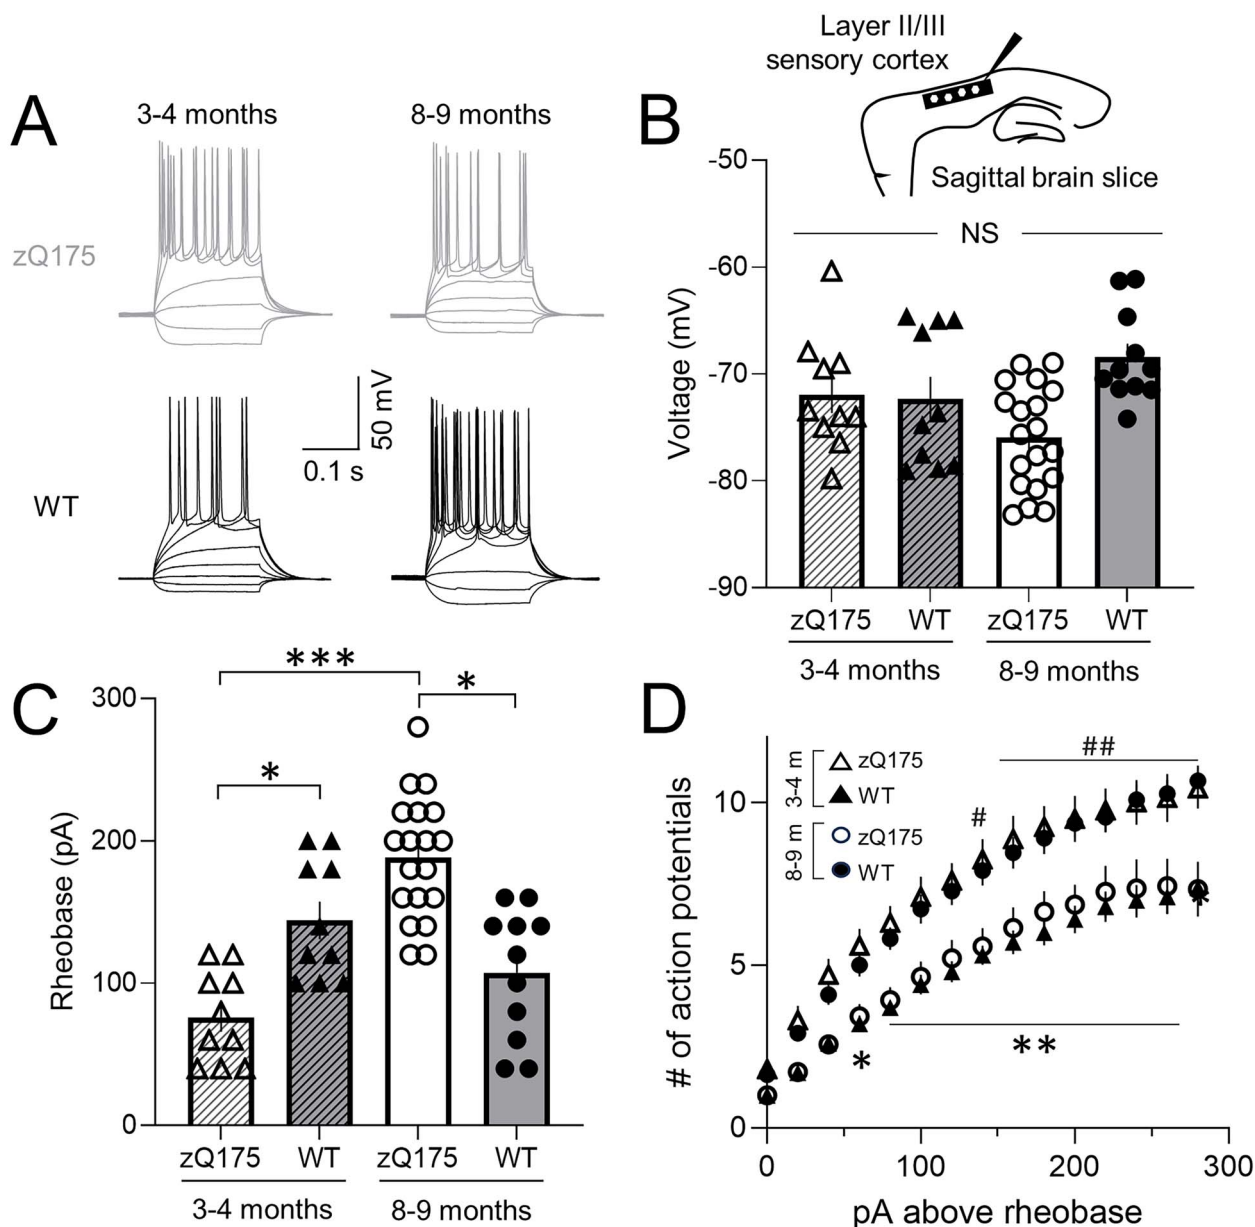 A
3-4 months
8-9 months
zQ175
50 mV
0.1 s
WT
Layer II/III
sensory cortex
B
Sagittal brain slice
-50
NS
-60
-70
-80
-90
Voltage (mV)
zQ175 WT zQ175 WT
3-4 months 8-9 months
C
***
*
*
300
200
100
0
Rheobase (pA)
zQ175 WT zQ175 WT
3-4 months 8-9 months
D
3-4 m
zQ175
WT
8-9 m
zQ175
WT
##
#
*
*
**
10
5
0
# of action potentials
0 100 200 300
pA above rheobase